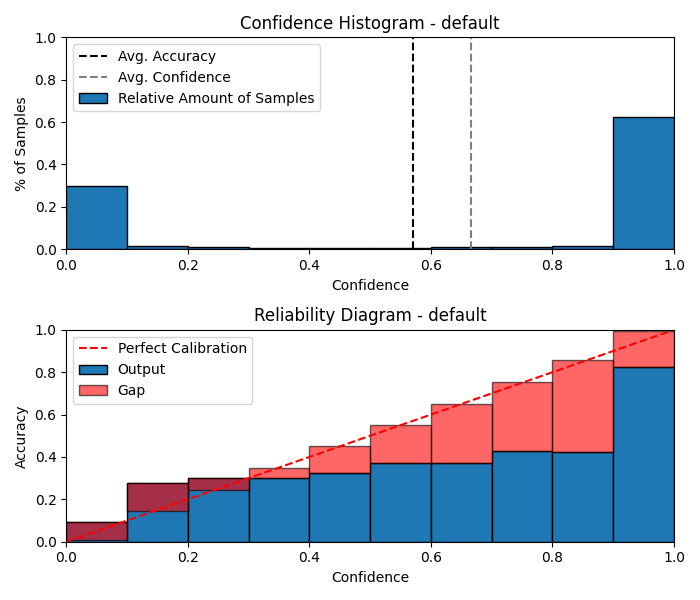 Confidence Histogram - default
1.0
0.8
0.6
0.4
0.2
0.0
% of Samples
Avg. Accuracy
Avg. Confidence
Relative Amount of Samples
0.0 0.2 0.4 0.6 0.8 1.0
Confidence
Reliability Diagram - default
1.0
0.8
0.6
0.4
0.2
0.0
Accuracy
Perfect Calibration
Output
Gap
0.0 0.2 0.4 0.6 0.8 1.0
Confidence